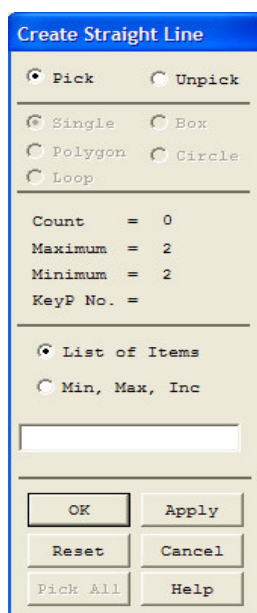 Create Straight Line
Pick Unpick
Single Box
Polygon Circle
Loop
Count = 0
Maximum = 2
Minimum = 2
KeyP No. =
List of Items
Min, Max, Inc
OK Apply
Reset Cancel
Pick All Help